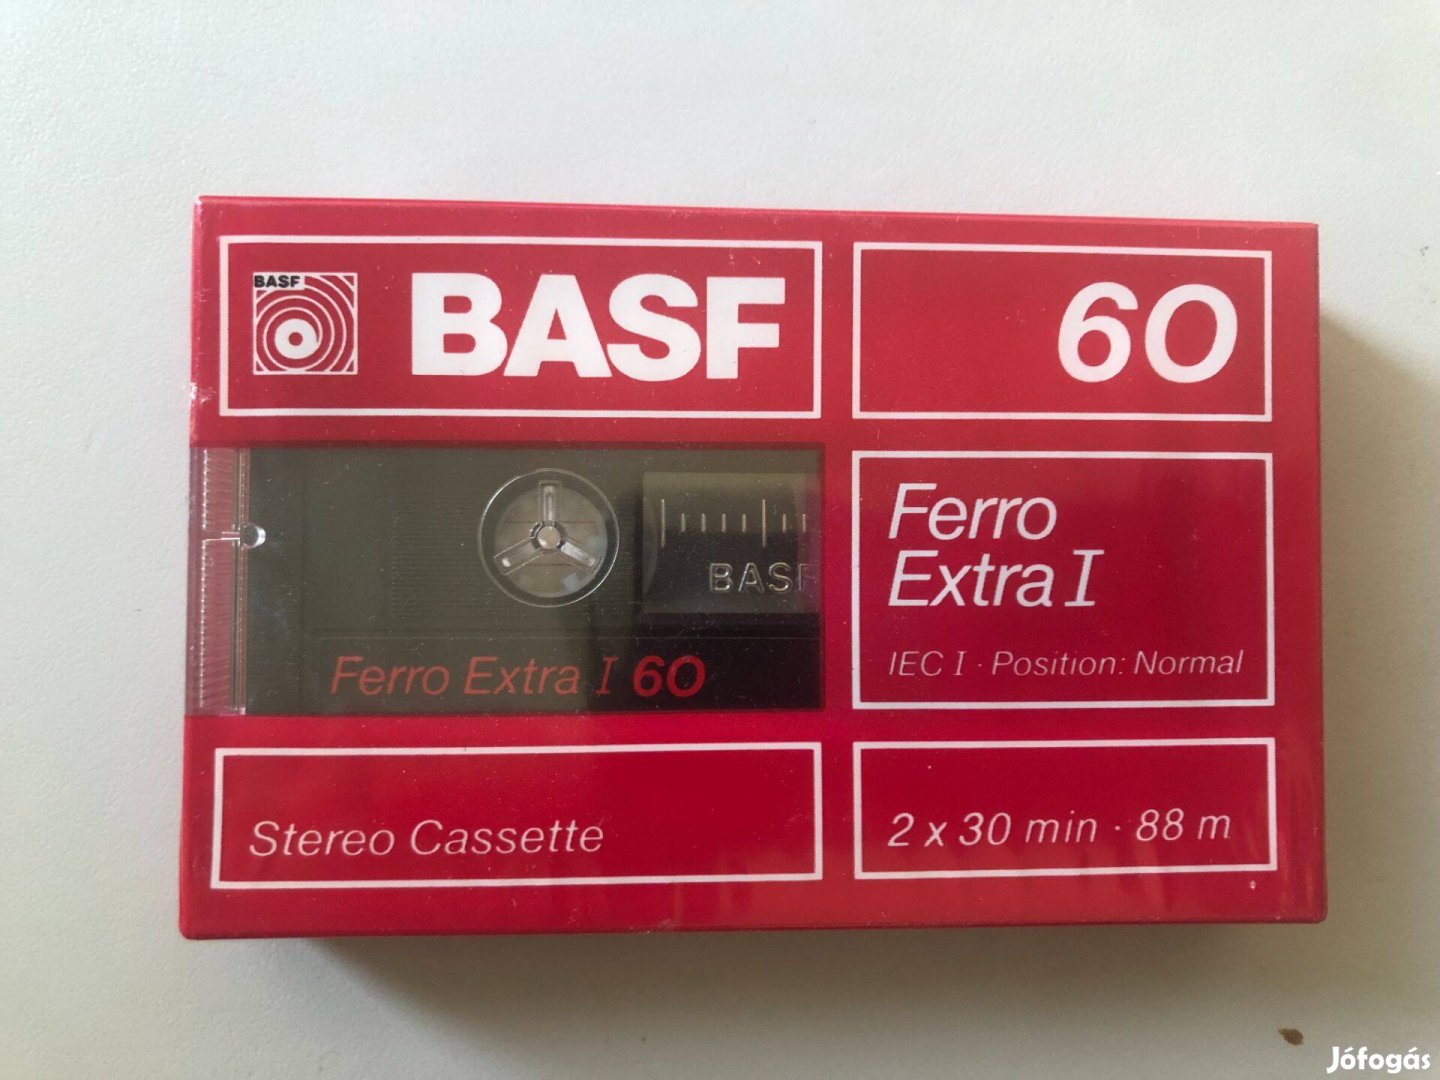 BASF
BASF
60
BASF
Ferro Extra I 60
Ferro
Extra I
IEC I · Position: Normal
Stereo Cassette
2 x 30 min · 88 m
Jófogás